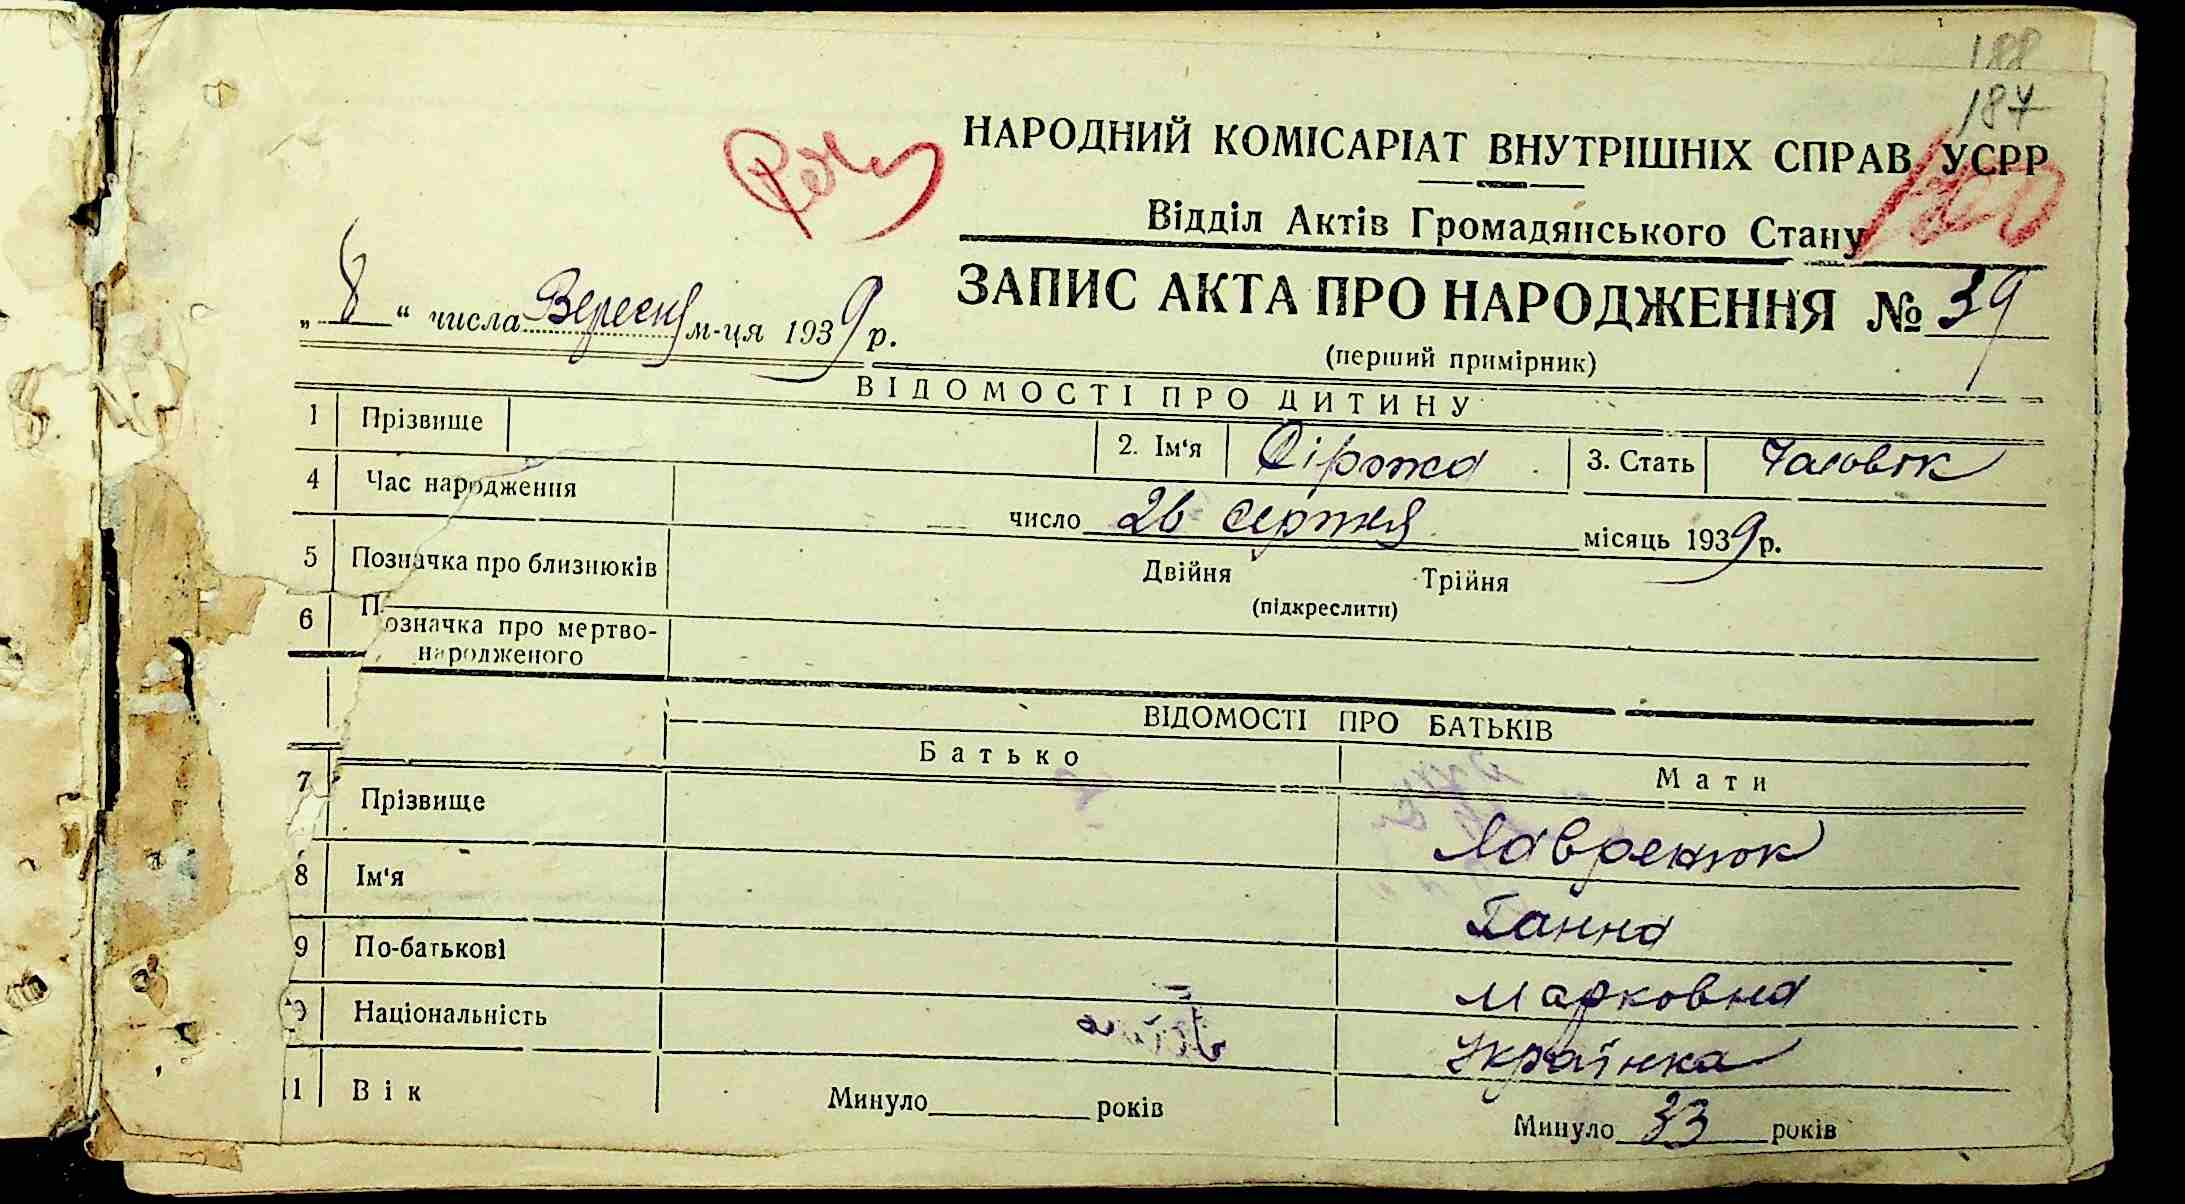 188
187
НАРОДНИЙ КОМІСАРІАТ ВНУТРІШНІХ СПРАВ УСРР
Відділ Актів Громадянського Стану
„8“ числа Вересня м-ця 1939 р.
ЗАПИС АКТА ПРО НАРОДЖЕННЯ № 39
(перший примірник)
ВІДОМОСТІ ПРО ДИТИНУ
1 Прізвище 2. Ім‘я Сірожа 3. Стать Чаловік
4 Час народження число 26 серпня місяць 1939 р.
5 Позначка про близнюків Двійня Трійня
(підкреслити)
6 Позначка про мертво-
народженого
ВІДОМОСТІ ПРО БАТЬКІВ
Батько Мати
7 Прізвище Лавренюк
8 Ім‘я Ганна
9 По-батькові Марковна
Національність Українка
11 Вік Минуло років Минуло 33 років